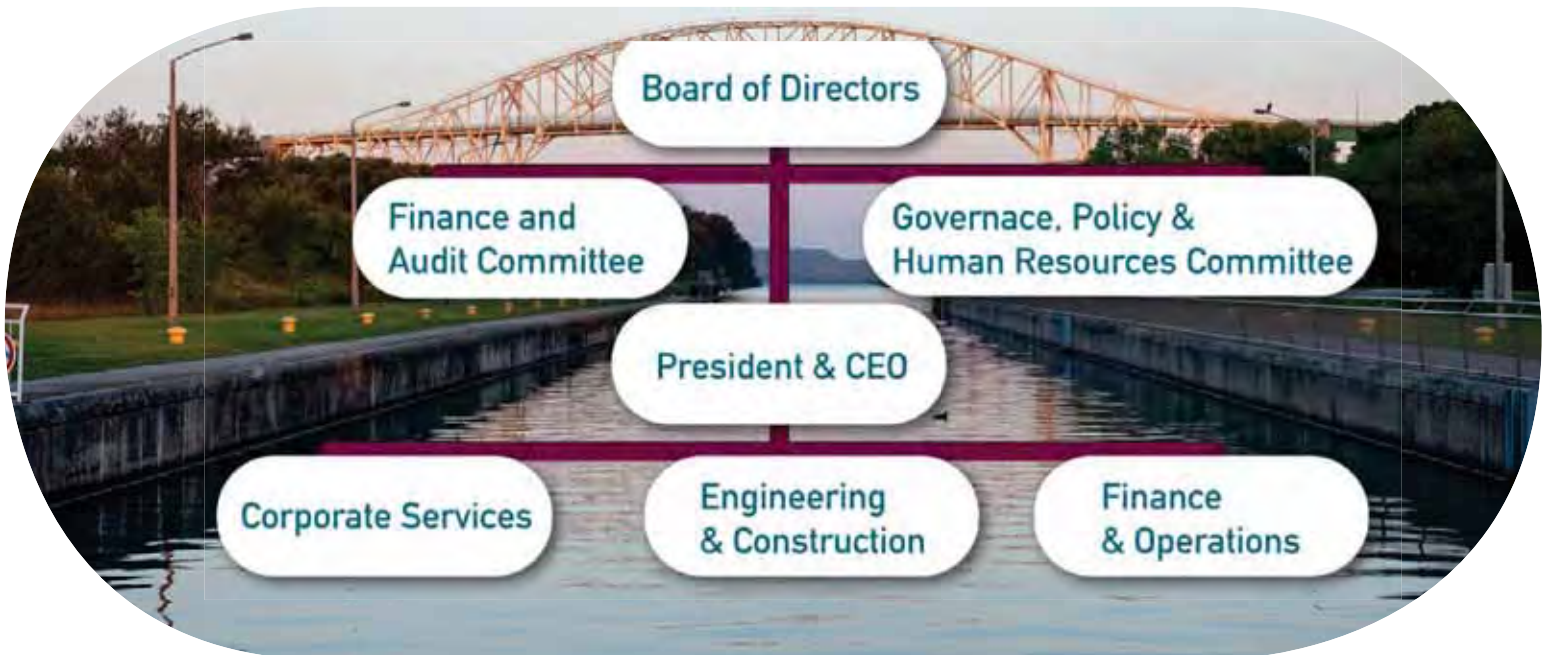 Board of Directors
Finance and
Audit Committee
Governace, Policy &
Human Resources Committee
President & CEO
Corporate Services
Engineering
& Construction
Finance
& Operations